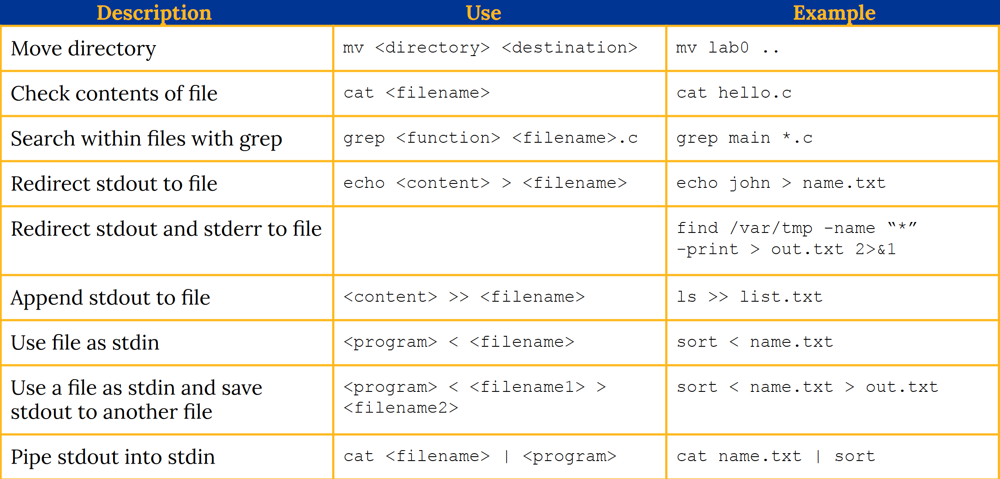 Description Use Example
Move directory mv <directory> <destination> mv lab0 ..
Check contents of file cat <filename> cat hello.c
Search within files with grep grep <function> <filename>.c grep main *.c
Redirect stdout to file echo <content> > <filename> echo john > name.txt
Redirect stdout and stderr to file find /var/tmp -name “*”
-print > out.txt 2>&1
Append stdout to file <content> >> <filename> ls >> list.txt
Use file as stdin <program> < <filename> sort < name.txt
Use a file as stdin and save <program> < <filename1> > sort < name.txt > out.txt
stdout to another file <filename2>
Pipe stdout into stdin cat <filename> | <program> cat name.txt | sort